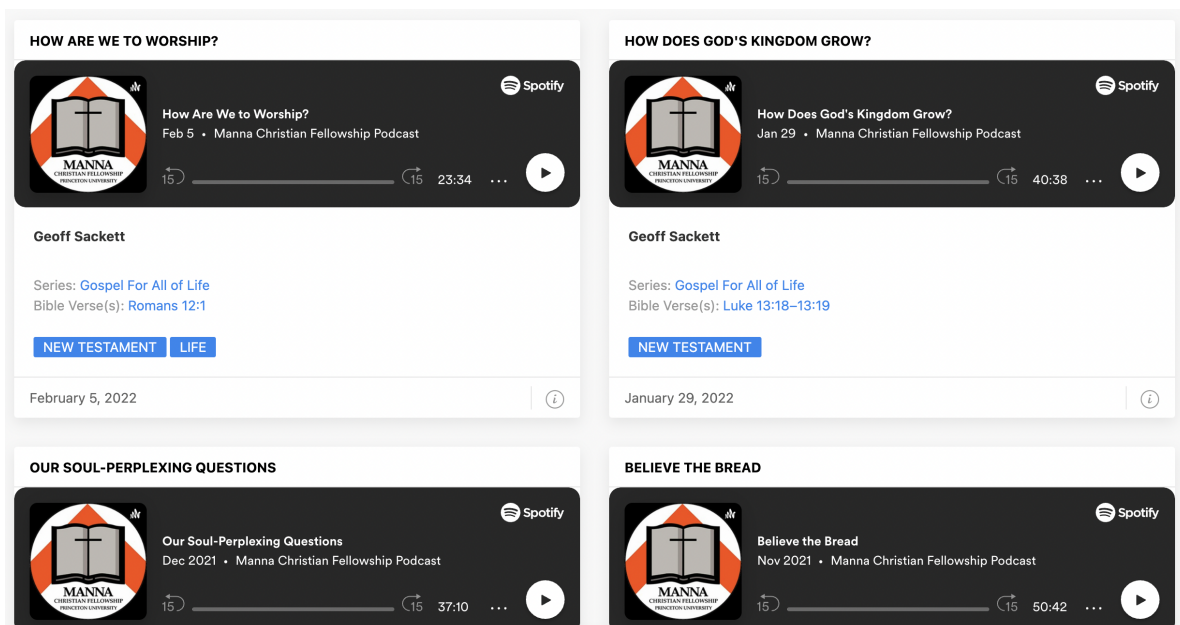 HOW ARE WE TO WORSHIP?
Spotify
How Are We to Worship?
Feb 5 • Manna Christian Fellowship Podcast
MANNA
CHRISTIAN FELLOWSHIP
PRINCETON UNIVERSITY
15
15
23:34
...
Geoff Sackett
Series: Gospel For All of Life
Bible Verse(s): Romans 12:1
NEW TESTAMENT
LIFE
February 5, 2022
HOW DOES GOD'S KINGDOM GROW?
Spotify
How Does God's Kingdom Grow?
Jan 29 • Manna Christian Fellowship Podcast
MANNA
CHRISTIAN FELLOWSHIP
PRINCETON UNIVERSITY
15
15
40:38
...
Geoff Sackett
Series: Gospel For All of Life
Bible Verse(s): Luke 13:18–13:19
NEW TESTAMENT
January 29, 2022
OUR SOUL-PERPLEXING QUESTIONS
Spotify
Our Soul-Perplexing Questions
Dec 2021 • Manna Christian Fellowship Podcast
MANNA
CHRISTIAN FELLOWSHIP
PRINCETON UNIVERSITY
15
15
37:10
...
BELIEVE THE BREAD
Spotify
Believe the Bread
Nov 2021 • Manna Christian Fellowship Podcast
MANNA
CHRISTIAN FELLOWSHIP
PRINCETON UNIVERSITY
15
15
50:42
...